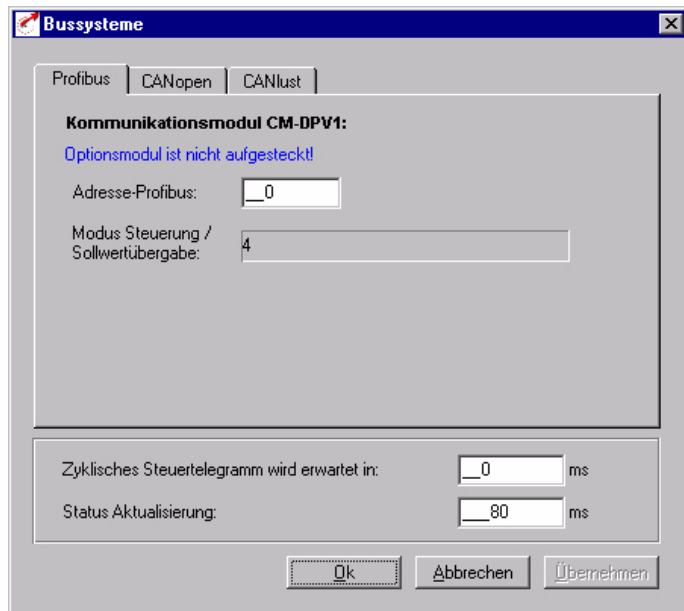 Bussysteme
Profibus CANopen CANlust
Kommunikationsmodul CM-DPV1:
Optionsmodul ist nicht aufgesteckt!
Adresse-Profibus: __0
Modus Steuerung /
Sollwertübergabe: 4
Zyklisches Steuertelegramm wird erwartet in: __0 ms
Status Aktualisierung: ___80 ms
Ok Abbrechen Übernehmen